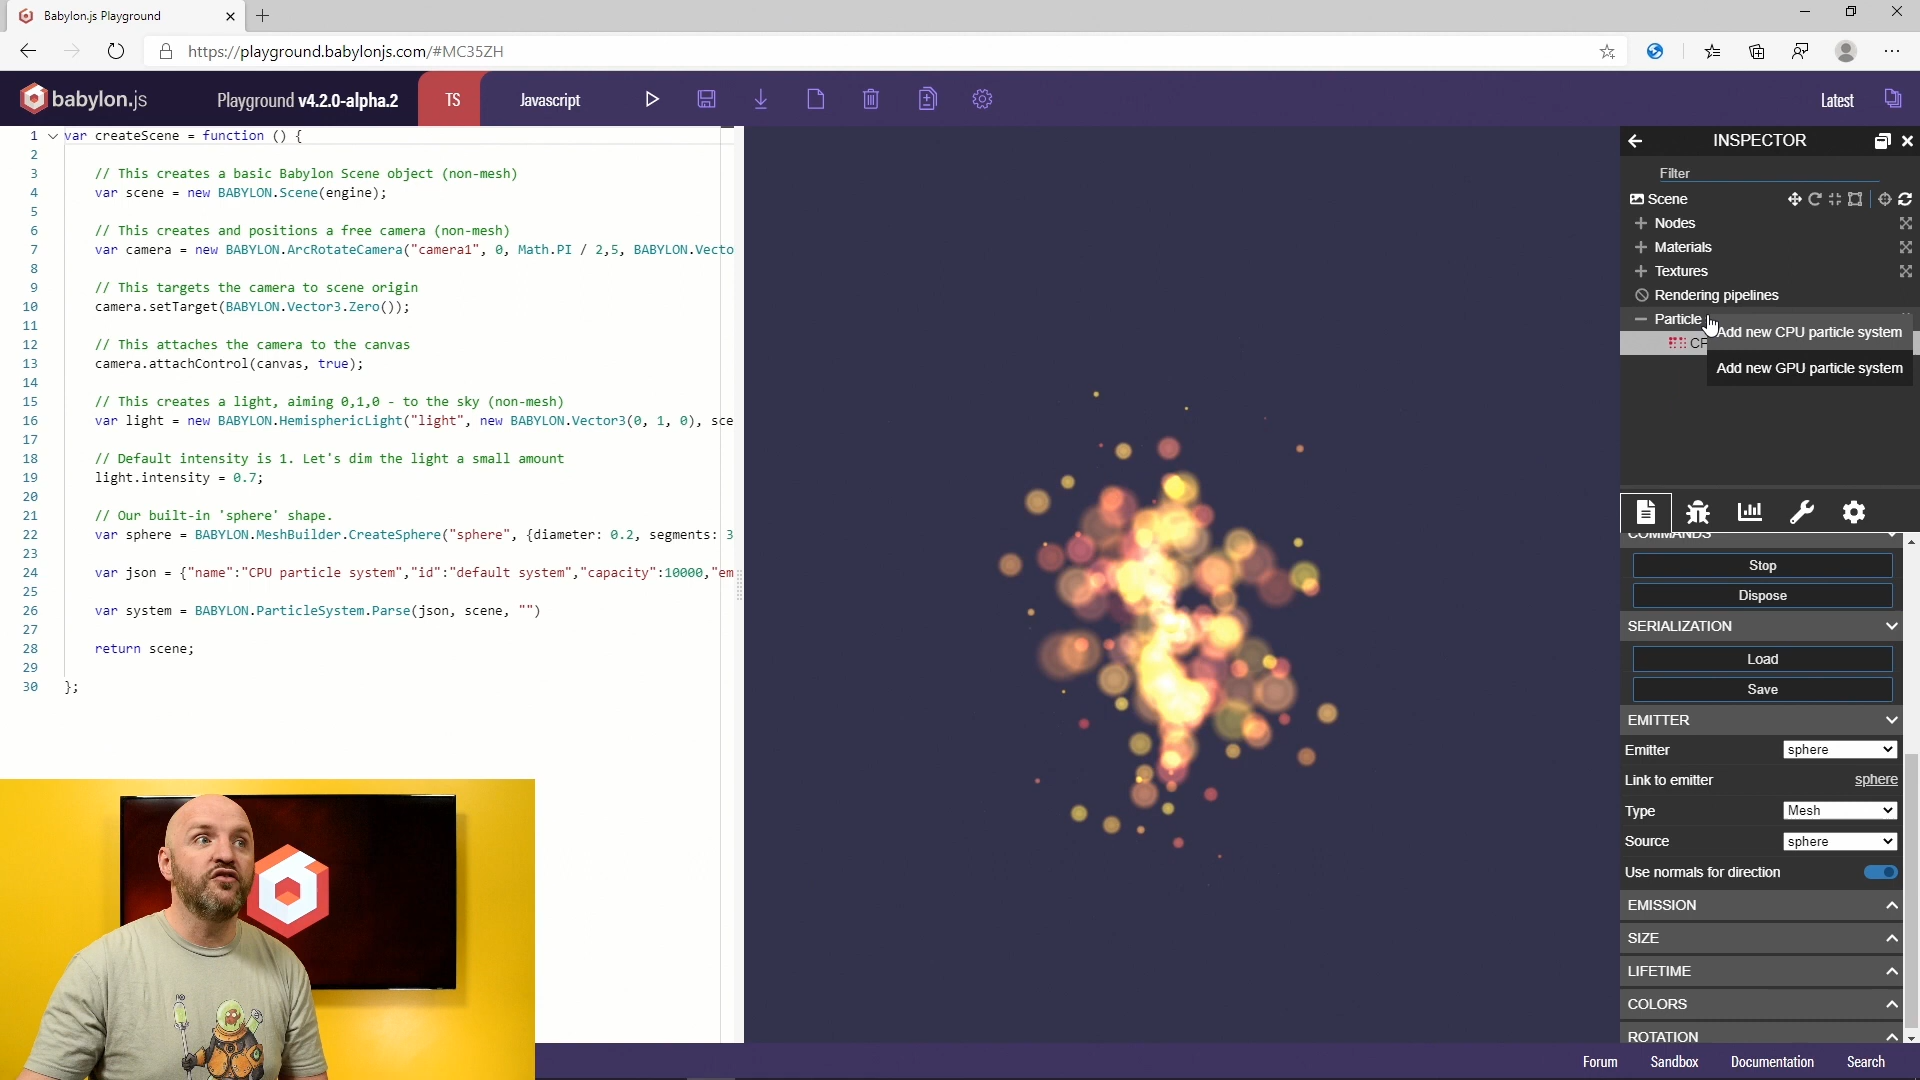 Babylon.js Playground
https://playground.babylonjs.com/#MC35ZH
babylon.js
Playground v4.2.0-alpha.2
TS
Javascript
Latest
1 var createScene = function () {
2
3 // This creates a basic Babylon Scene object (non-mesh)
4 var scene = new BABYLON.Scene(engine);
5
6 // This creates and positions a free camera (non-mesh)
7 var camera = new BABYLON.ArcRotateCamera("camera1", 0, Math.PI / 2,5, BABYLON.Vecto
8
9 // This targets the camera to scene origin
10 camera.setTarget(BABYLON.Vector3.Zero());
11
12 // This attaches the camera to the canvas
13 camera.attachControl(canvas, true);
14
15 // This creates a light, aiming 0,1,0 - to the sky (non-mesh)
16 var light = new BABYLON.HemisphericLight("light", new BABYLON.Vector3(0, 1, 0), sce
17
18 // Default intensity is 1. Let's dim the light a small amount
19 light.intensity = 0.7;
20
21 // Our built-in 'sphere' shape.
22 var sphere = BABYLON.MeshBuilder.CreateSphere("sphere", {diameter: 0.2, segments: 3
23
24 var json = {"name":"CPU particle system","id":"default system","capacity":10000,"em
25
26 var system = BABYLON.ParticleSystem.Parse(json, scene, "")
27
28 return scene;
29
30 };
INSPECTOR
Filter
Scene
Nodes
Materials
Textures
Rendering pipelines
Particle
Add new CPU particle system
CP
Add new GPU particle system
COMMANDS
Stop
Dispose
SERIALIZATION
Load
Save
EMITTER
Emitter sphere
Link to emitter sphere
Type Mesh
Source sphere
Use normals for direction
EMISSION
SIZE
LIFETIME
COLORS
ROTATION
Forum
Sandbox
Documentation
Search